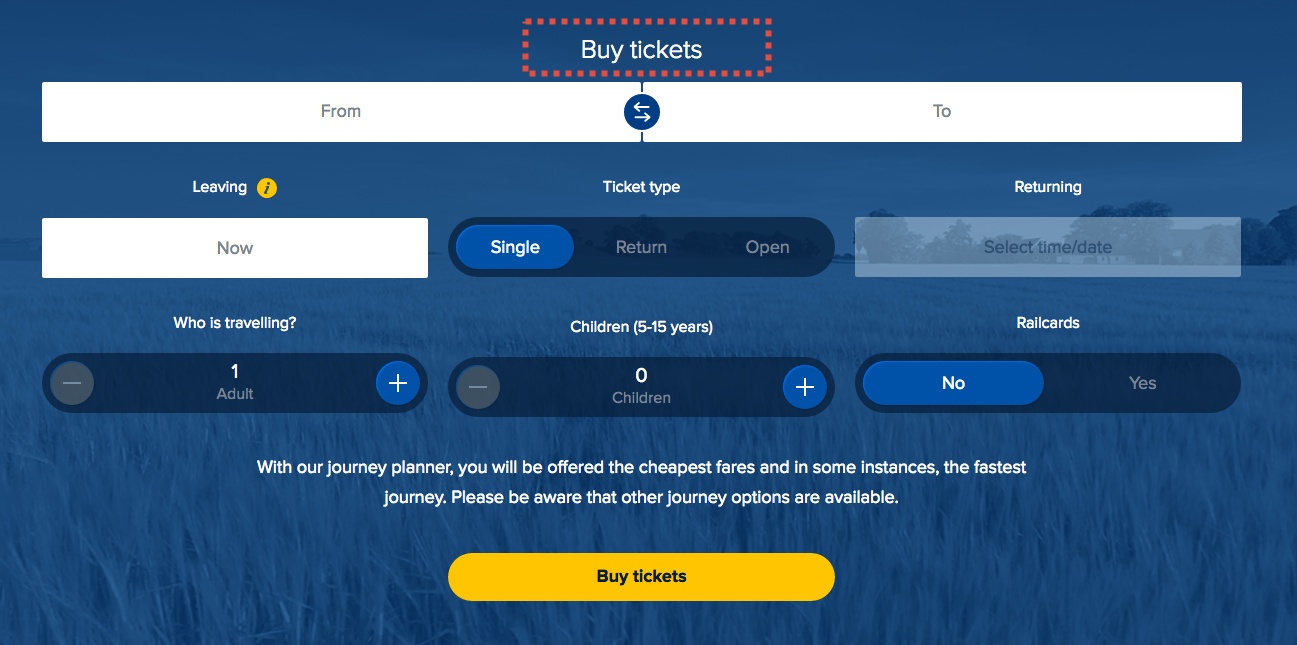 Buy tickets
From
To
Leaving i
Ticket type
Returning
Now
Single
Return
Open
Select time/date
Who is travelling?
Children (5-15 years)
Railcards
1
Adult
0
Children
No
Yes
With our journey planner, you will be offered the cheapest fares and in some instances, the fastest
journey. Please be aware that other journey options are available.
Buy tickets